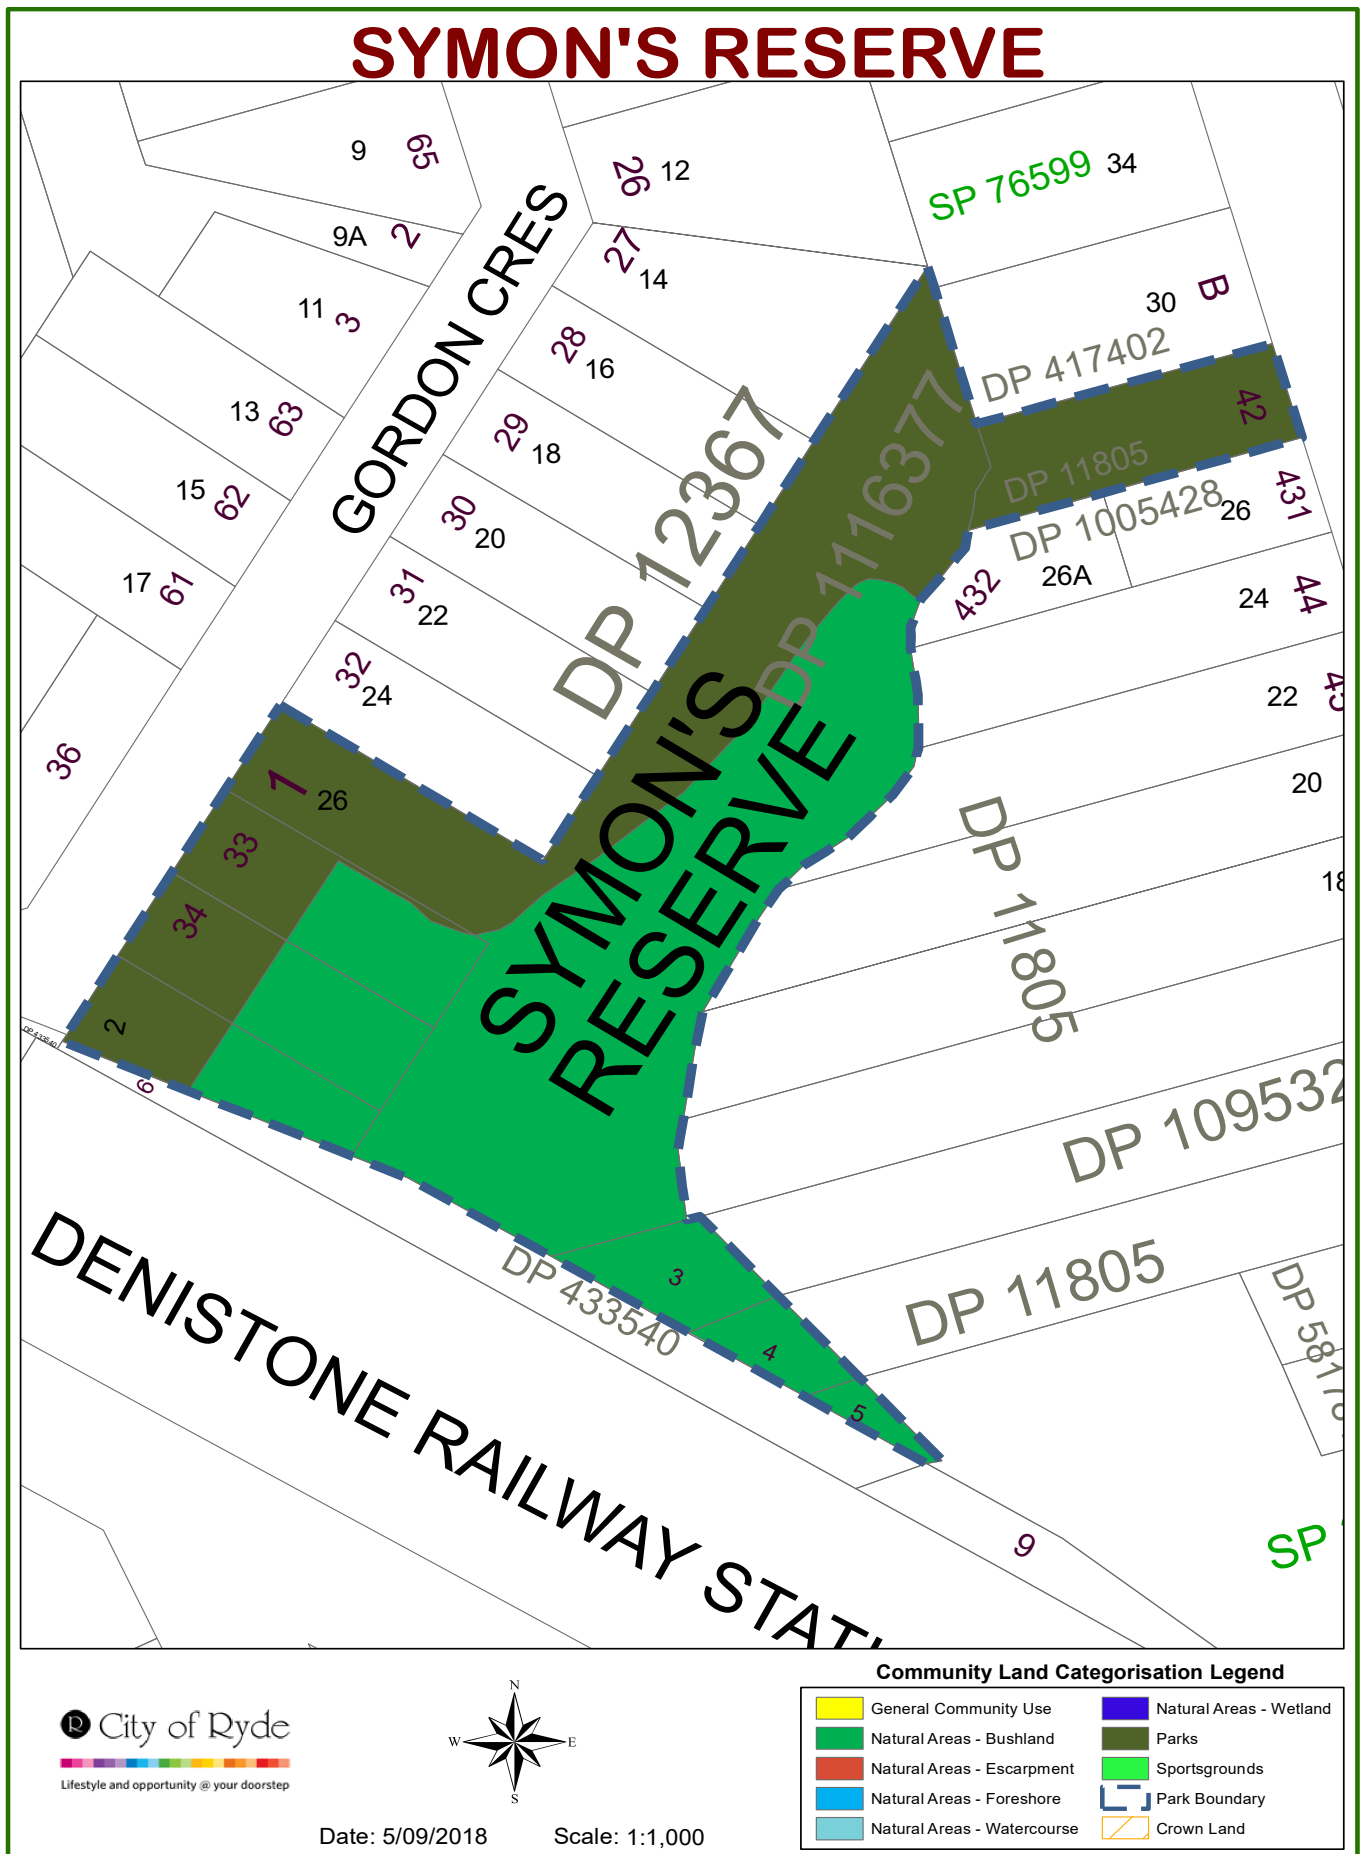 SYMON'S RESERVE
9
65
26
12
SP 76599
34
9A
2
27
14
11
3
30
B
GORDON CRES
28
16
DP 417402
13
63
42
29
18
DP 12367
DP 1116377
DP 11805
15
62
30
20
DP 1005428
26
431
17
61
31
22
432
26A
24
44
32
24
22
45
36
SYMON'S
RESERVE
1
26
20
33
18
34
DP 11805
2
DP 433540
6
DP 109532
3
DP 433540
DP 11805
4
5
DENISTONE RAILWAY STATI
9
SP
Community Land Categorisation Legend
General Community Use
Natural Areas - Wetland
Natural Areas - Bushland
Parks
Natural Areas - Escarpment
Sportsgrounds
Natural Areas - Foreshore
Park Boundary
Natural Areas - Watercourse
Crown Land
R City of Ryde
Lifestyle and opportunity @ your doorstep
N
W
E
S
Date: 5/09/2018
Scale: 1:1,000